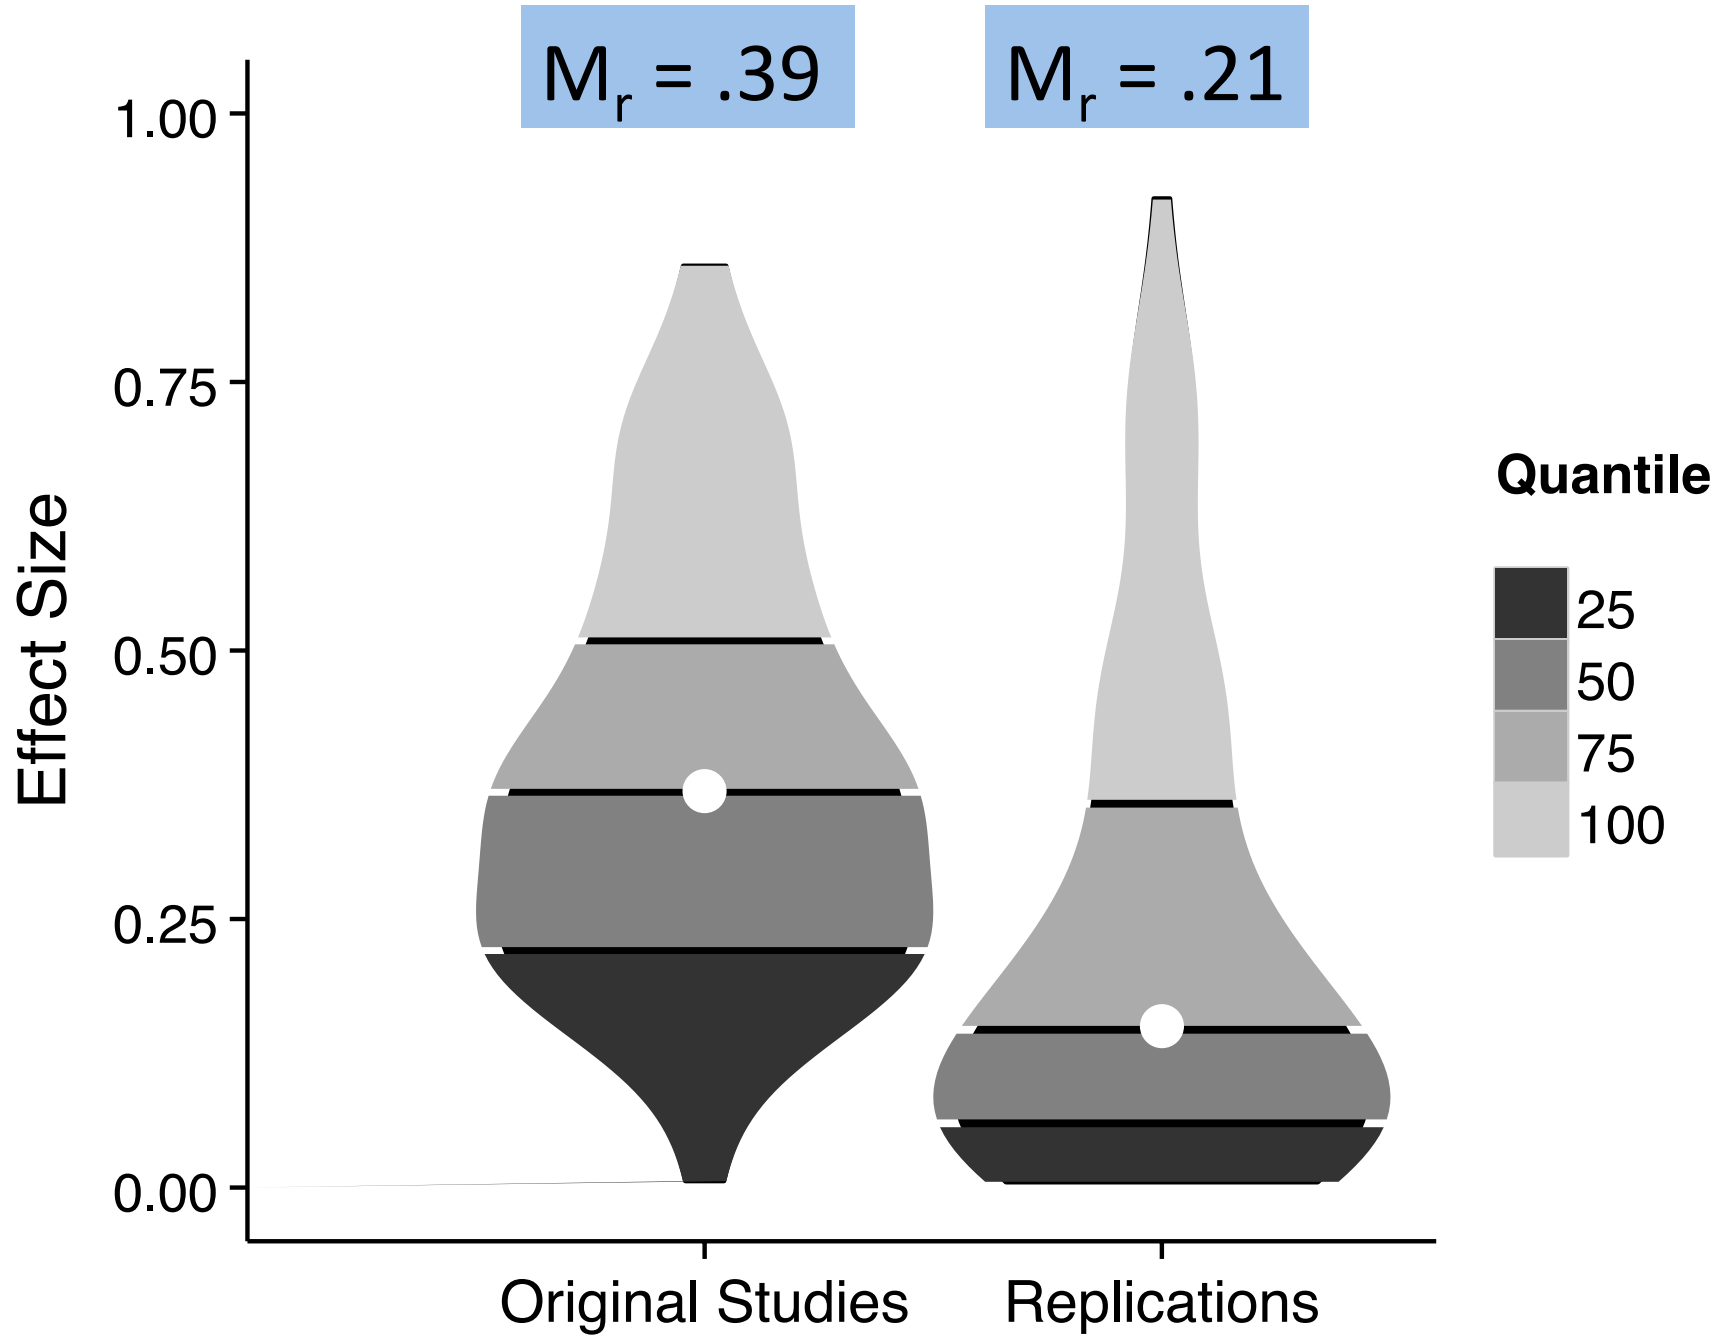 Mr = .39
Mr = .21
1.00
0.75
0.50
0.25
0.00
Effect Size
Original Studies
Replications
Quantile
25
50
75
100